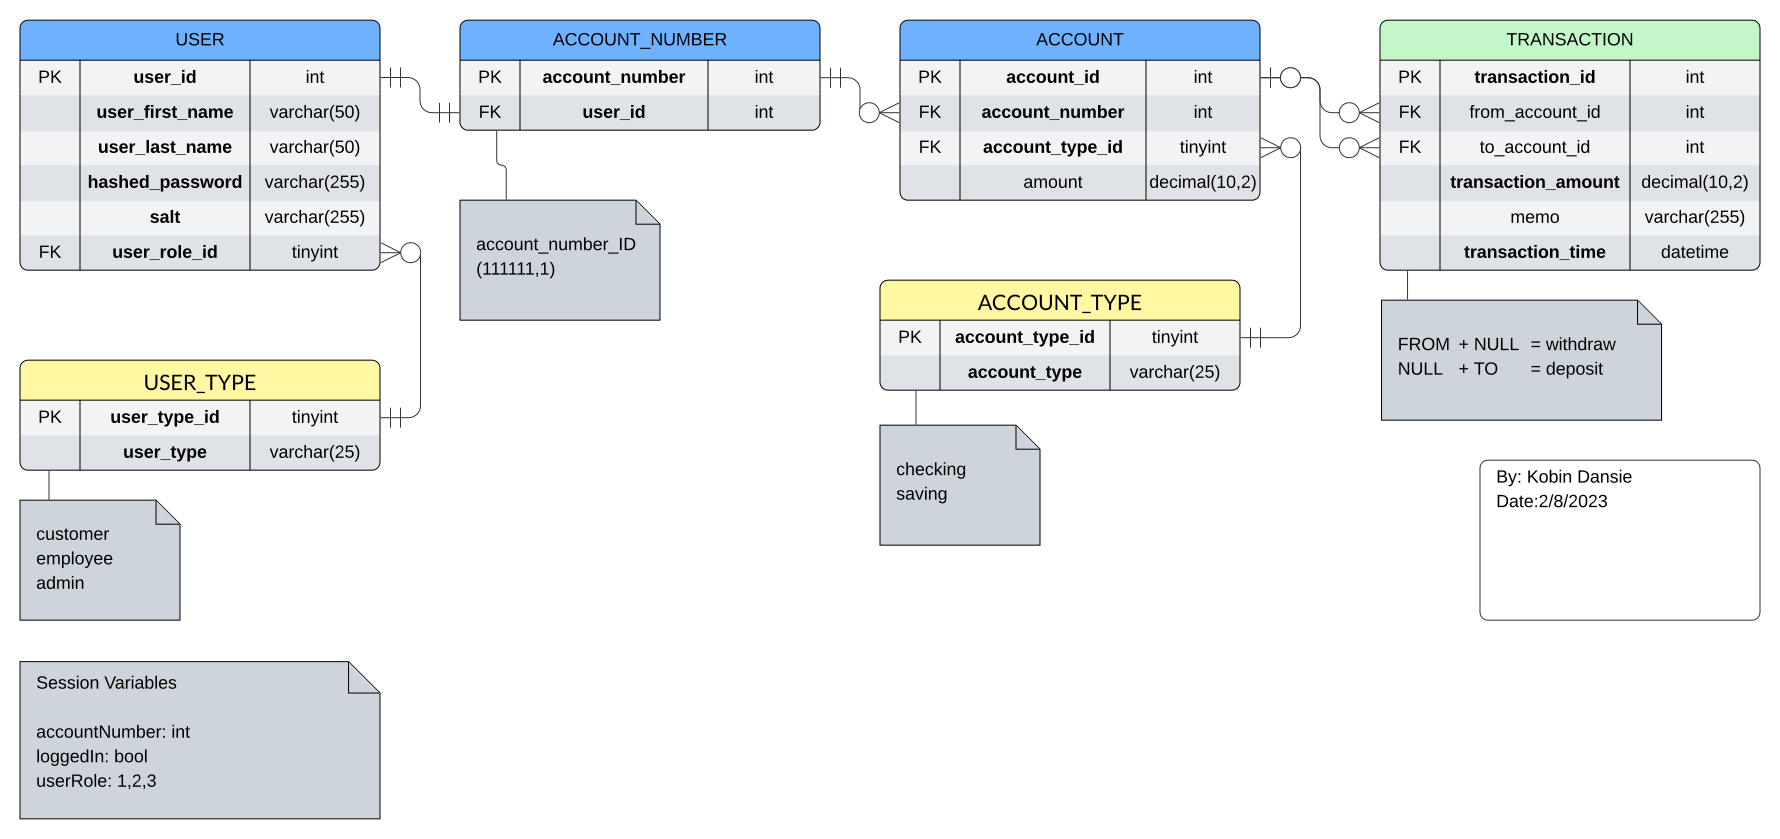 USER
PK user_id int
user_first_name varchar(50)
user_last_name varchar(50)
hashed_password varchar(255)
salt varchar(255)
FK user_role_id tinyint
ACCOUNT_NUMBER
PK account_number int
FK user_id int
account_number_ID
(111111,1)
ACCOUNT
PK account_id int
FK account_number int
FK account_type_id tinyint
amount decimal(10,2)
TRANSACTION
PK transaction_id int
FK from_account_id int
FK to_account_id int
transaction_amount decimal(10,2)
memo varchar(255)
transaction_time datetime
FROM + NULL = withdraw
NULL + TO = deposit
ACCOUNT_TYPE
PK account_type_id tinyint
account_type varchar(25)
checking
saving
USER_TYPE
PK user_type_id tinyint
user_type varchar(25)
customer
employee
admin
By: Kobin Dansie
Date:2/8/2023
Session Variables
accountNumber: int
loggedIn: bool
userRole: 1,2,3